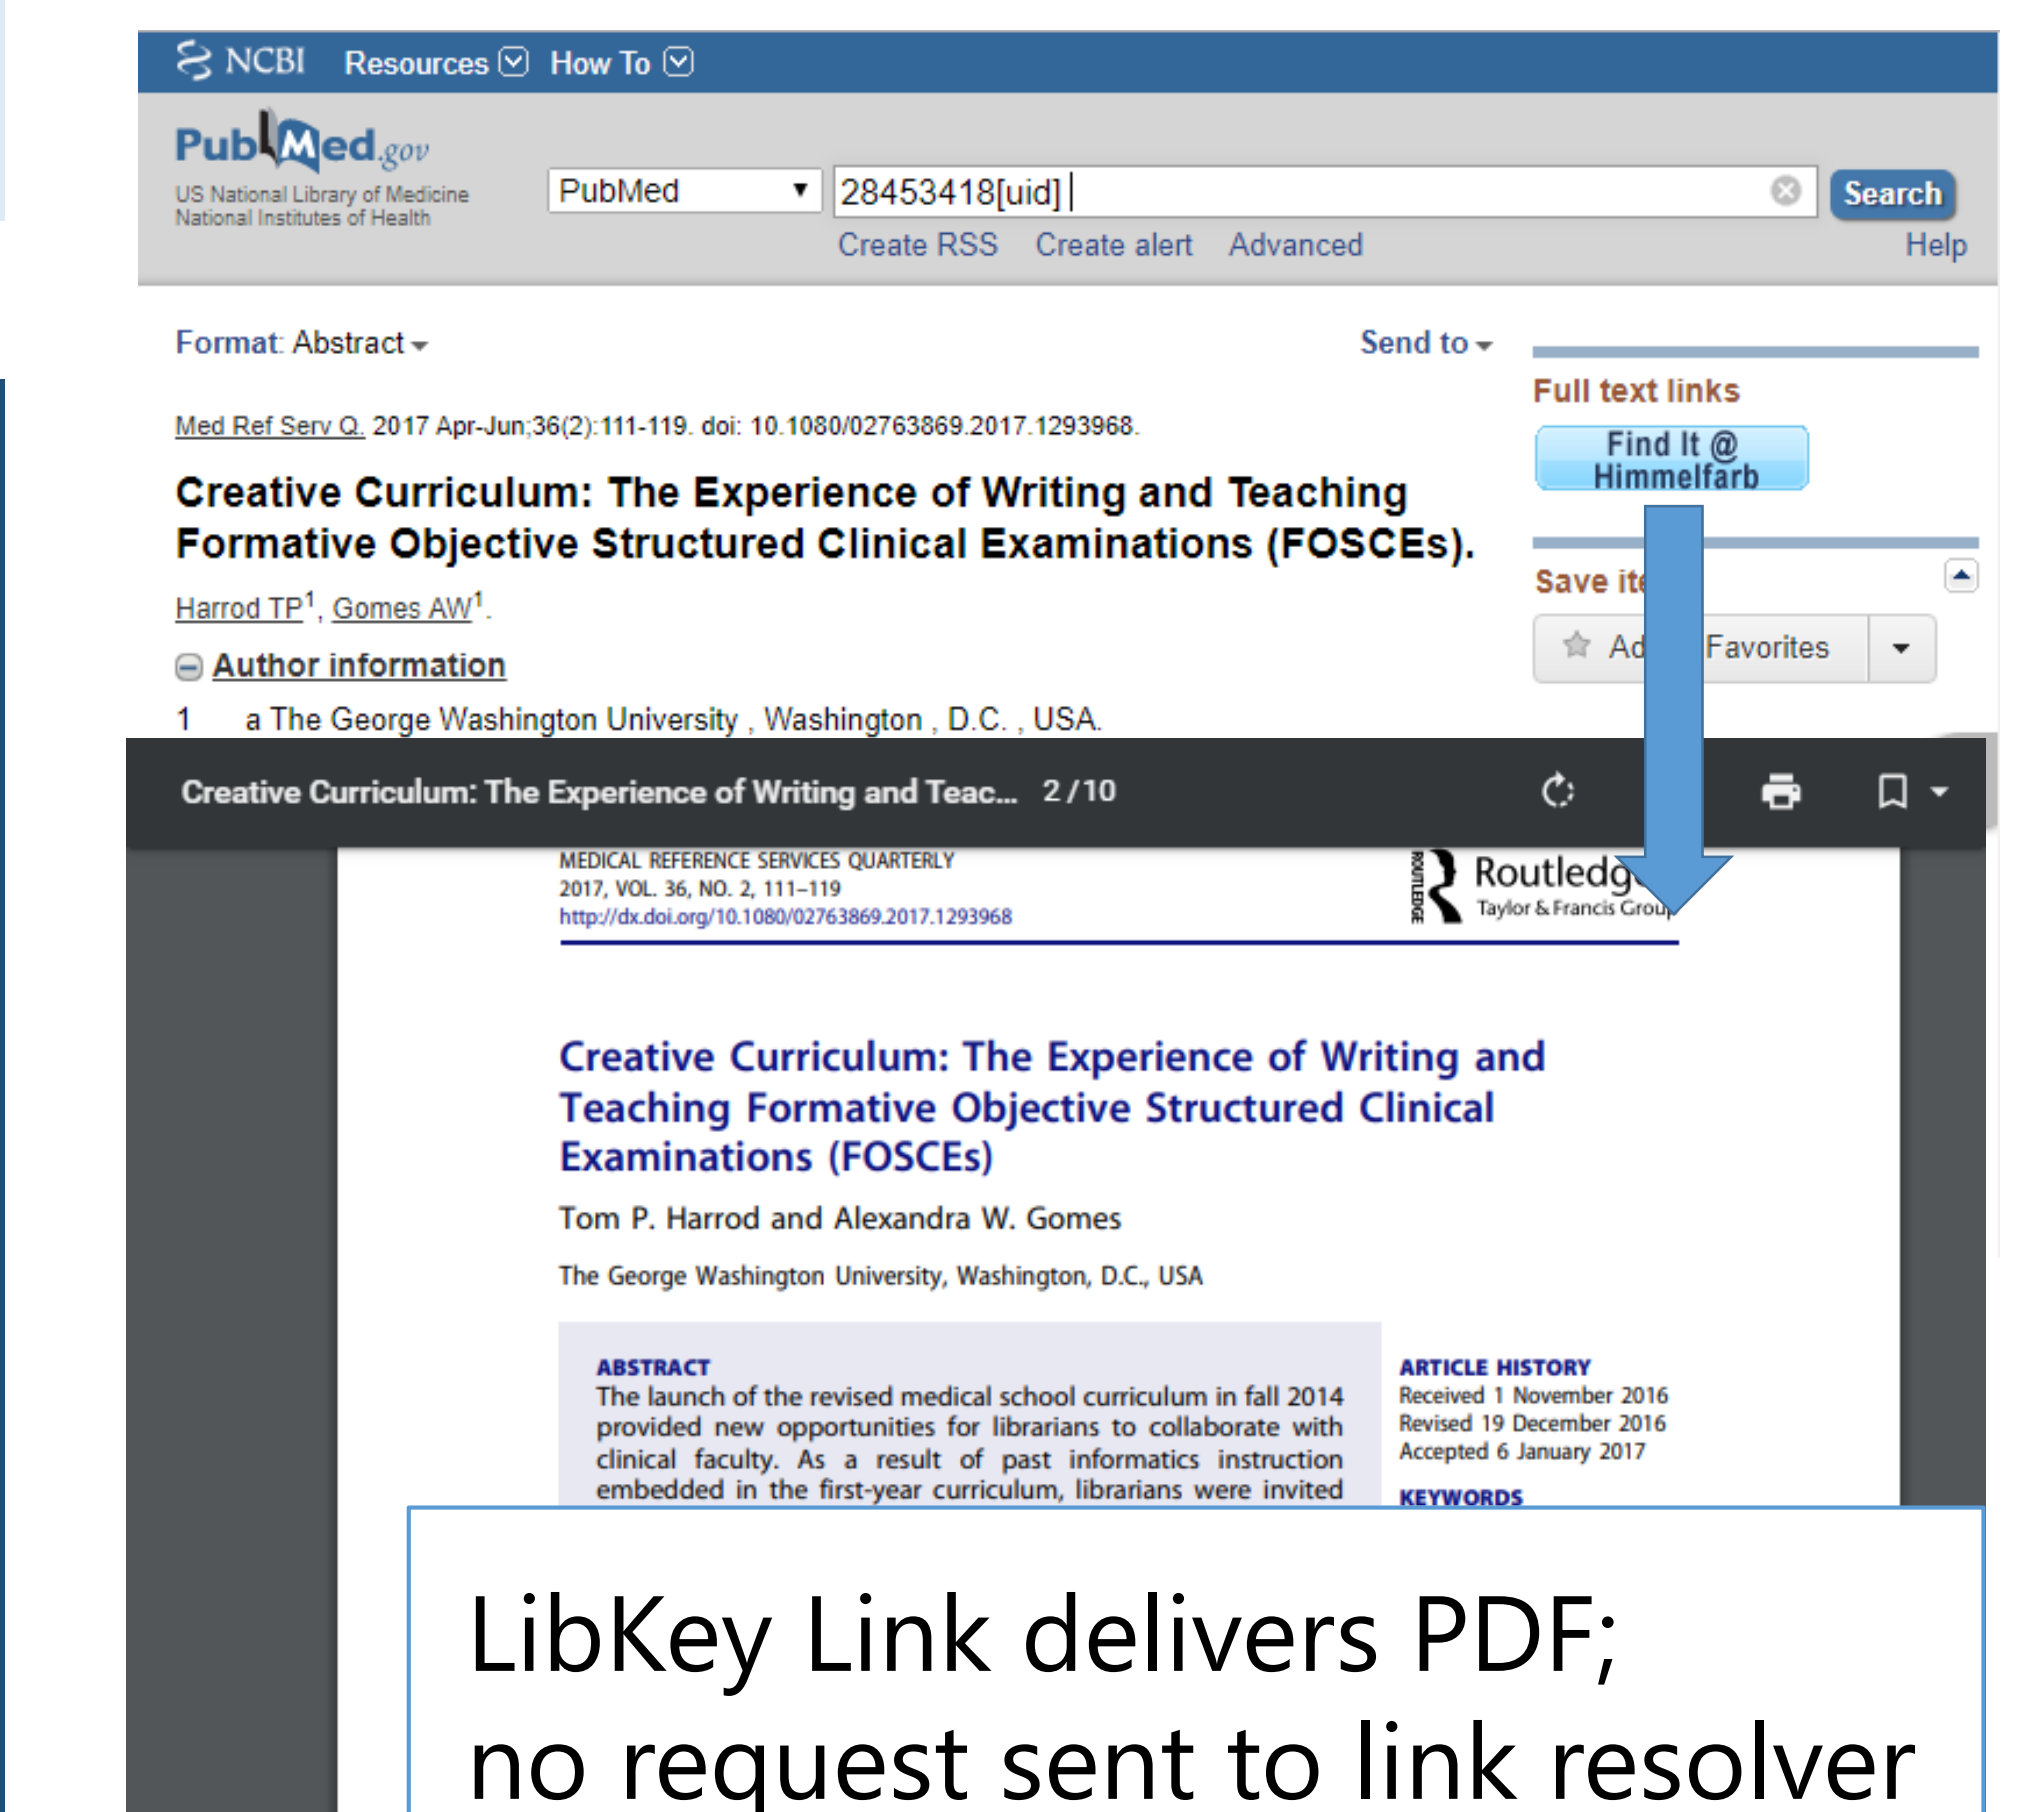 NCBI Resources How To
PubMed.gov
US National Library of Medicine
National Institutes of Health
PubMed
28453418[uid]
Search
Create RSS Create alert Advanced
Help
Format: Abstract
Send to
Full text links
Find It @
Himmelfarb
Med Ref Serv Q. 2017 Apr-Jun;36(2):111-119. doi: 10.1080/02763869.2017.1293968.
Creative Curriculum: The Experience of Writing and Teaching
Formative Objective Structured Clinical Examinations (FOSCEs).
Save
Harrod TP1, Gomes AW1.
Favorites
Author information
1 a The George Washington University , Washington , D.C. , USA.
Creative Curriculum: The Experience of Writing and Teac... 2 / 10
MEDICAL REFERENCE SERVICES QUARTERLY
2017, VOL. 36, NO. 2, 111–119
http://dx.doi.org/10.1080/02763869.2017.1293968
ROUTLEDGE
Routledge
Taylor & Francis Group
Creative Curriculum: The Experience of Writing and
Teaching Formative Objective Structured Clinical
Examinations (FOSCEs)
Tom P. Harrod and Alexandra W. Gomes
The George Washington University, Washington, D.C., USA
ABSTRACT
The launch of the revised medical school curriculum in fall 2014
provided new opportunities for librarians to collaborate with
clinical faculty. As a result of past informatics instruction
embedded in the first-year curriculum, librarians were invited
ARTICLE HISTORY
Received 1 November 2016
Revised 19 December 2016
Accepted 6 January 2017
KEYWORDS
LibKey Link delivers PDF;
no request sent to link resolver